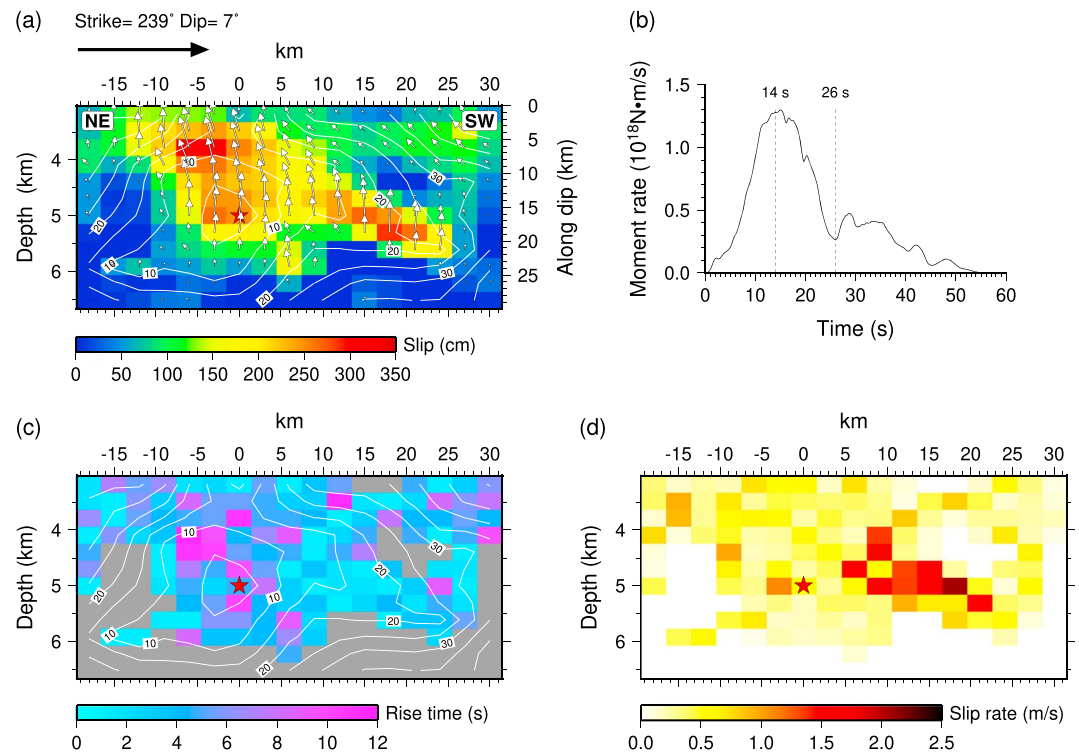 (a) Strike= 239° Dip= 7°
km
-15 -10 -5 0 5 10 15 20 25 30
NE SW
Depth (km)
4
5
6
0
5
10
15
20
25
Along dip (km)
10
30
20
20
10
20
10
10
20
30
20
Slip (cm)
0 50 100 150 200 250 300 350
(b)
14 s 26 s
Moment rate (10¹⁸N•m/s)
1.5
1.0
0.5
0.0
0 10 20 30 40 50 60
Time (s)
(c)
km
-15 -10 -5 0 5 10 15 20 25 30
Depth (km)
4
5
6
10
30
20
20
10
20
10
10
20
30
20
Rise time (s)
0 2 4 6 8 10 12
(d)
km
-15 -10 -5 0 5 10 15 20 25 30
Depth (km)
4
5
6
Slip rate (m/s)
0.0 0.5 1.0 1.5 2.0 2.5